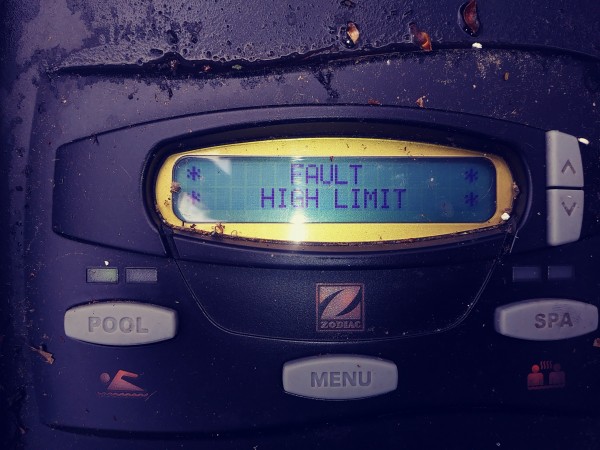 * FAULT *
* HIGH LIMIT *
POOL
SPA
ZODIAC
MENU